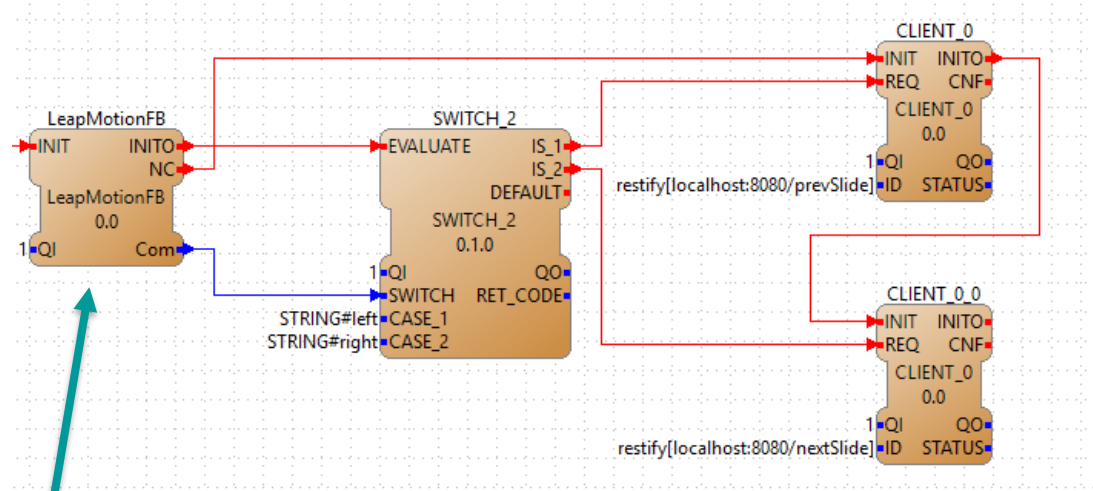 LeapMotionFB
INIT INITO
NC
LeapMotionFB
0.0
1 QI Com
SWITCH_2
EVALUATE IS_1
IS_2
DEFAULT
SWITCH_2
0.1.0
1 QI QO
SWITCH RET_CODE
STRING#left CASE_1
STRING#right CASE_2
CLIENT_0
INIT INITO
REQ CNF
CLIENT_0
0.0
1 QI QO
restify[localhost:8080/prevSlide] ID STATUS
CLIENT_0_0
INIT INITO
REQ CNF
CLIENT_0
0.0
1 QI QO
restify[localhost:8080/nextSlide] ID STATUS